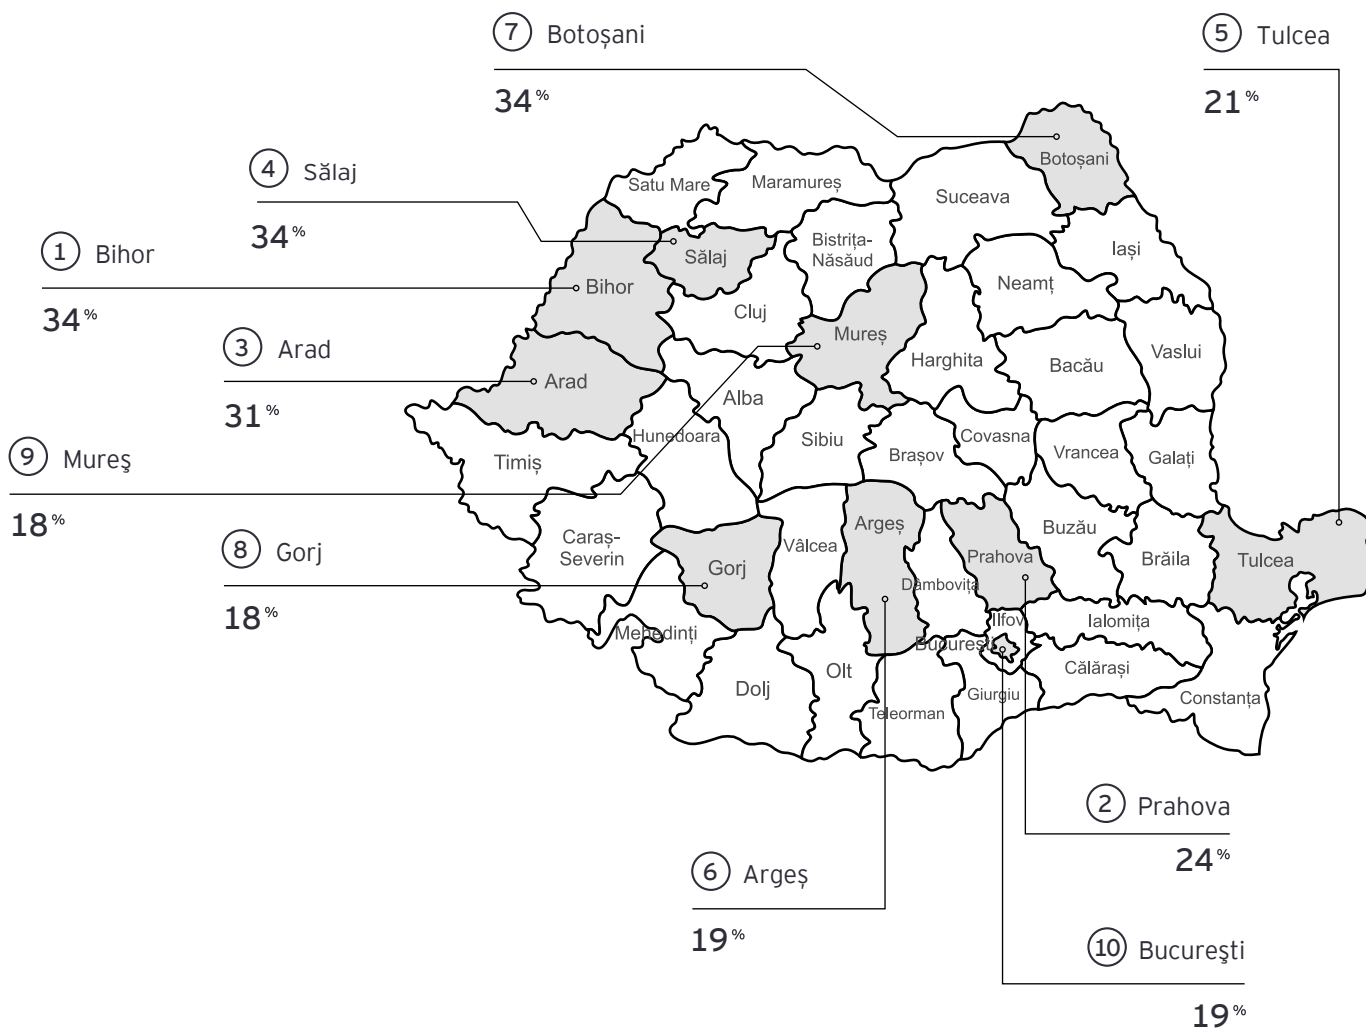 7 Botoșani
34%
5 Tulcea
21%
4 Sălaj
34%
1 Bihor
34%
3 Arad
31%
9 Mureş
18%
8 Gorj
18%
2 Prahova
24%
6 Argeș
19%
10 Bucureşti
19%
Botoșani
Satu Mare
Maramureș
Suceava
Bistrița-
Năsăud
Iași
Sălaj
Neamț
Bihor
Cluj
Mureș
Harghita
Bacău
Vaslui
Arad
Alba
Hunedoara
Sibiu
Covasna
Brașov
Vrancea
Galați
Timiș
Caraș-
Severin
Vâlcea
Argeș
Buzău
Prahova
Brăila
Tulcea
Gorj
Dâmbovița
Ilfov
Ialomița
Mehedinți
București
Călărași
Dolj
Olt
Giurgiu
Constanța
Teleorman